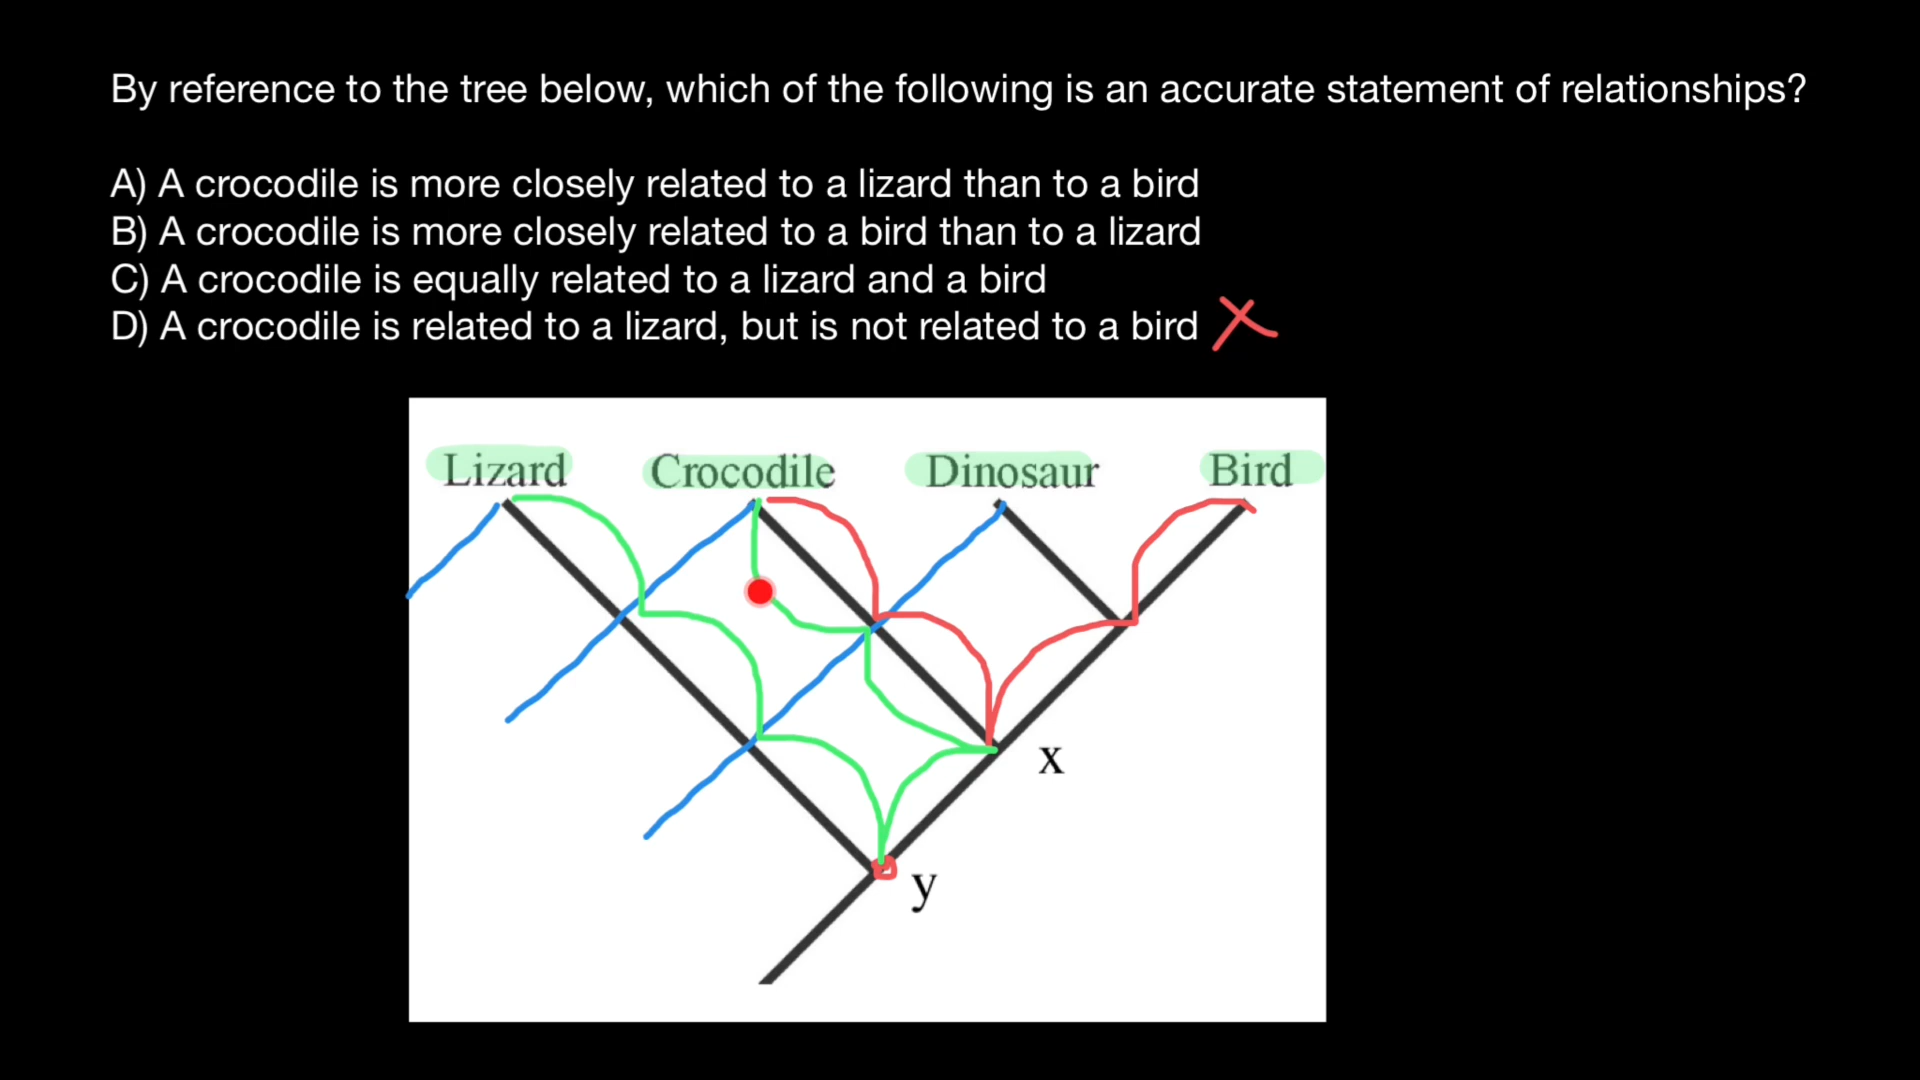 By reference to the tree below, which of the following is an accurate statement of relationships?
A) A crocodile is more closely related to a lizard than to a bird
B) A crocodile is more closely related to a bird than to a lizard
C) A crocodile is equally related to a lizard and a bird
D) A crocodile is related to a lizard, but is not related to a bird
Lizard Crocodile Dinosaur Bird
x
y